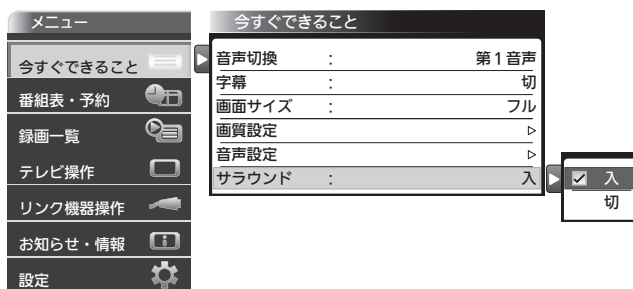 メニュー
今すぐできること
番組表・予約
録画一覧
テレビ操作
リンク機器操作
お知らせ・情報
設定
今すぐできること
音声切換 : 第1音声
字幕 : 切
画面サイズ : フル
画質設定
音声設定
サラウンド : 入
入
切